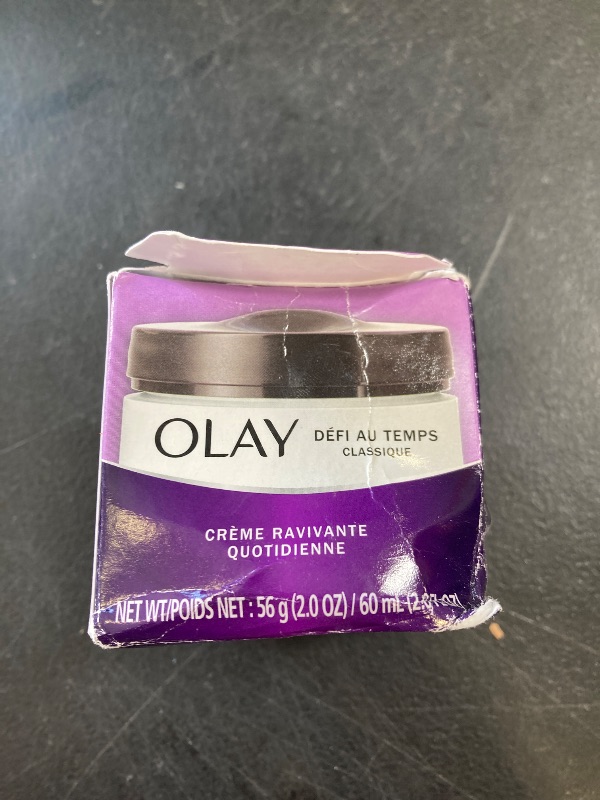 OLAY
DÉFI AU TEMPS
CLASSIQUE
CRÈME RAVIVANTE
QUOTIDIENNE
NET WT/POIDS NET : 56 g (2.0 OZ) / 60 mL